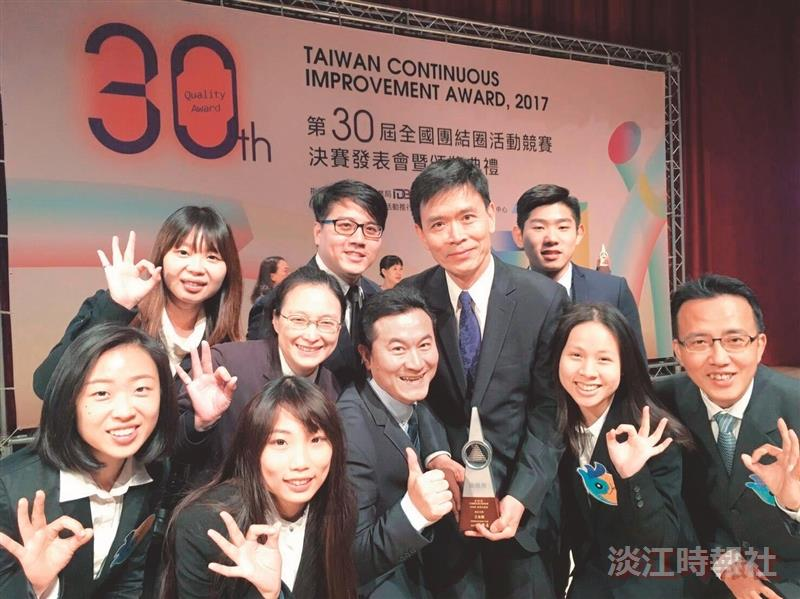 30th
Quality
Award
TAIWAN CONTINUOUS
IMPROVEMENT AWARD, 2017
第30屆全國團結圈活動競賽
決賽發表會暨頒獎典禮
淡江時報社